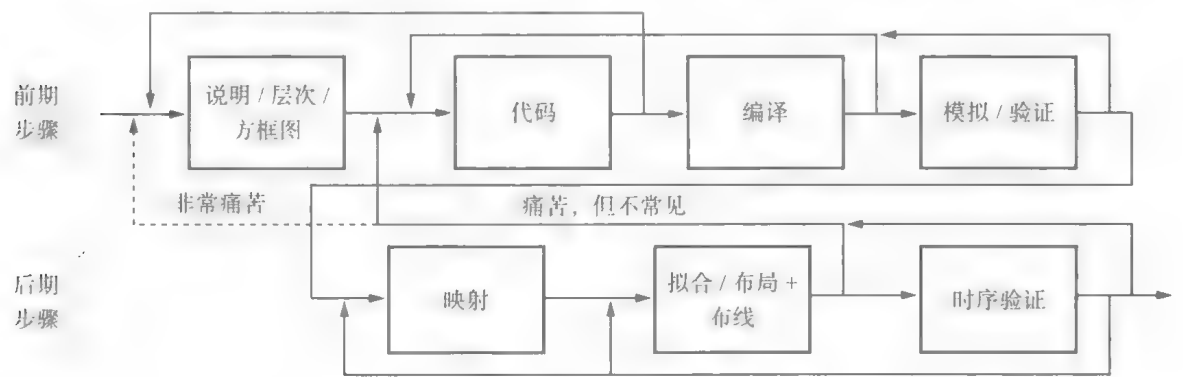 前期
步骤
说明 / 层次 /
方框图
代码
编译
模拟 / 验证
非常痛苦
痛苦，但不常见
后期
步骤
映射
拟合 / 布局 +
布线
时序验证